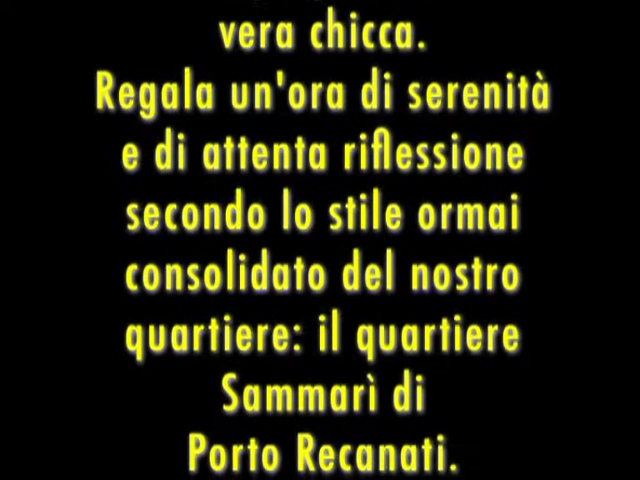 vera chicca.
Regala un'ora di serenità
e di attenta riflessione
secondo lo stile ormai
consolidato del nostro
quartiere: il quartiere
Sammarì di
Porto Recanati.